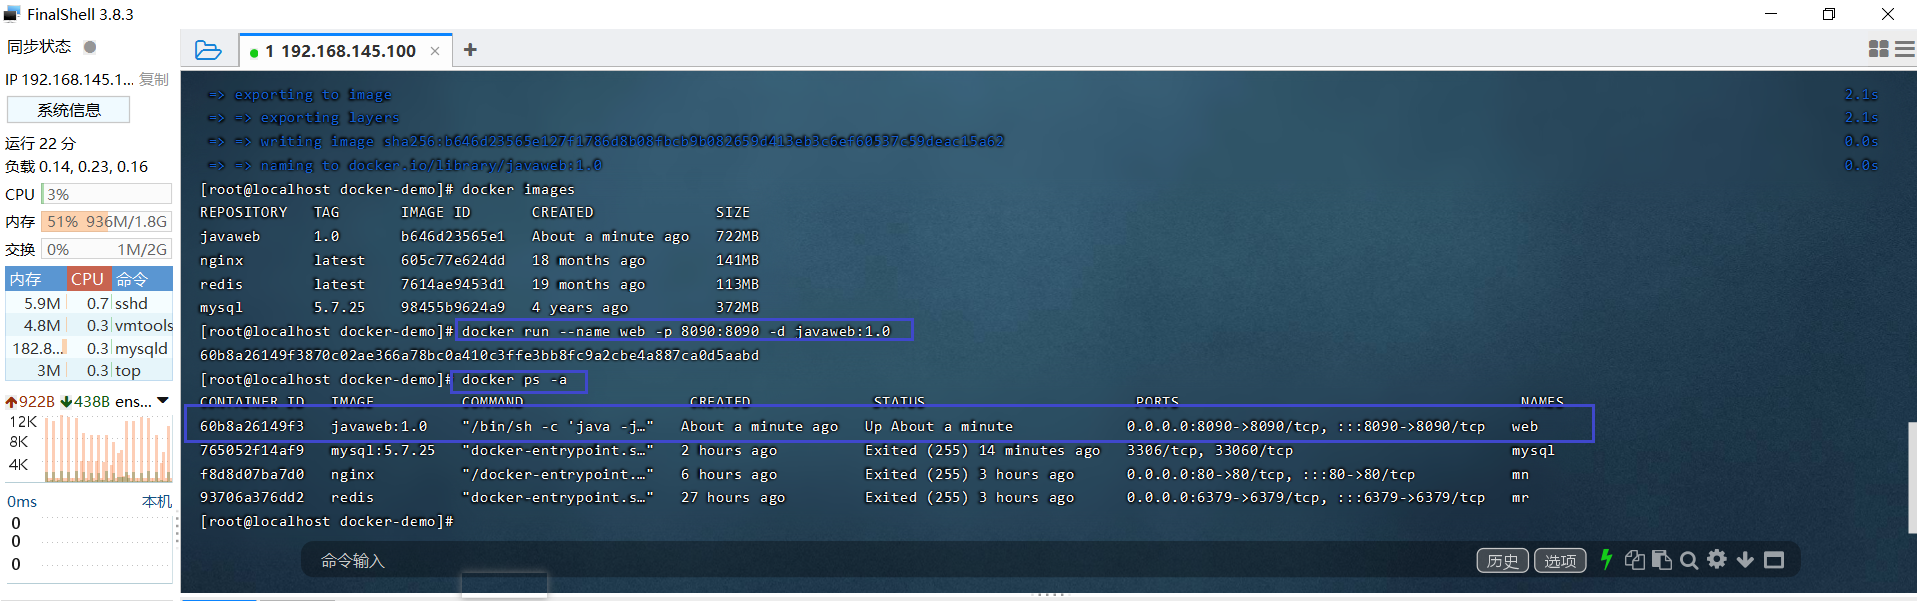 FinalShell 3.8.3
同步状态
IP 192.168.145.1... 复制
系统信息
运行 22 分
负载 0.14, 0.23, 0.16
CPU 3%
内存 51% 936M/1.8G
交换 0% 1M/2G
内存 CPU 命令
5.9M 0.7 sshd
4.8M 0.3 vmtools
182.8... 0.3 mysqld
3M 0.3 top
922B 438B ens...
12K
8K
4K
0ms 本机
0
0
0
1 192.168.145.100
=> exporting to image 2.1s
=> => exporting layers 2.1s
=> => writing image sha256:b646d23565e127f1786d8b08fbcb9b082659d413eb3c6ef60537c59deac15a62 0.0s
=> => naming to docker.io/library/javaweb:1.0 0.0s
[root@localhost docker-demo]# docker images
REPOSITORY TAG IMAGE ID CREATED SIZE
javaweb 1.0 b646d23565e1 About a minute ago 722MB
nginx latest 605c77e624dd 18 months ago 141MB
redis latest 7614ae9453d1 19 months ago 113MB
mysql 5.7.25 98455b9624a9 4 years ago 372MB
[root@localhost docker-demo]# docker run --name web -p 8090:8090 -d javaweb:1.0
60b8a26149f3870c02ae366a78bc0a410c3ffe3bb8fc9a2cbe4a887ca0d5aabd
[root@localhost docker-demo]# docker ps -a
CONTAINER ID IMAGE COMMAND CREATED STATUS PORTS NAMES
60b8a26149f3 javaweb:1.0 "/bin/sh -c 'java -j…" About a minute ago Up About a minute 0.0.0.0:8090->8090/tcp, :::8090->8090/tcp web
765052f14af9 mysql:5.7.25 "docker-entrypoint.s…" 2 hours ago Exited (255) 14 minutes ago 3306/tcp, 33060/tcp mysql
f8d8d07ba7d0 nginx "/docker-entrypoint.…" 6 hours ago Exited (255) 3 hours ago 0.0.0.0:80->80/tcp, :::80->80/tcp mn
93706a376dd2 redis "docker-entrypoint.s…" 27 hours ago Exited (255) 3 hours ago 0.0.0.0:6379->6379/tcp, :::6379->6379/tcp mr
[root@localhost docker-demo]#
命令输入 历史 选项